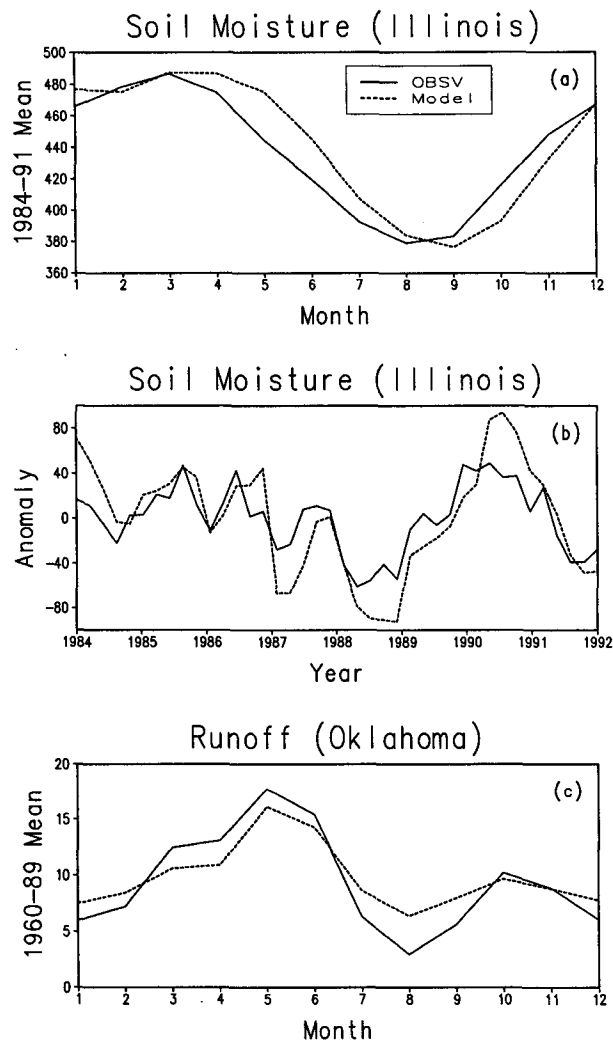 Soil Moisture (Illinois)
(a)
OBSV
Model
1984-91 Mean
500
480
460
440
420
400
380
360
1 2 3 4 5 6 7 8 9 10 11 12
Month
Soil Moisture (Illinois)
(b)
Anomaly
80
40
0
-40
-80
1984 1985 1986 1987 1988 1989 1990 1991 1992
Year
Runoff (Oklahoma)
(c)
1960-89 Mean
20
15
10
5
0
1 2 3 4 5 6 7 8 9 10 11 12
Month